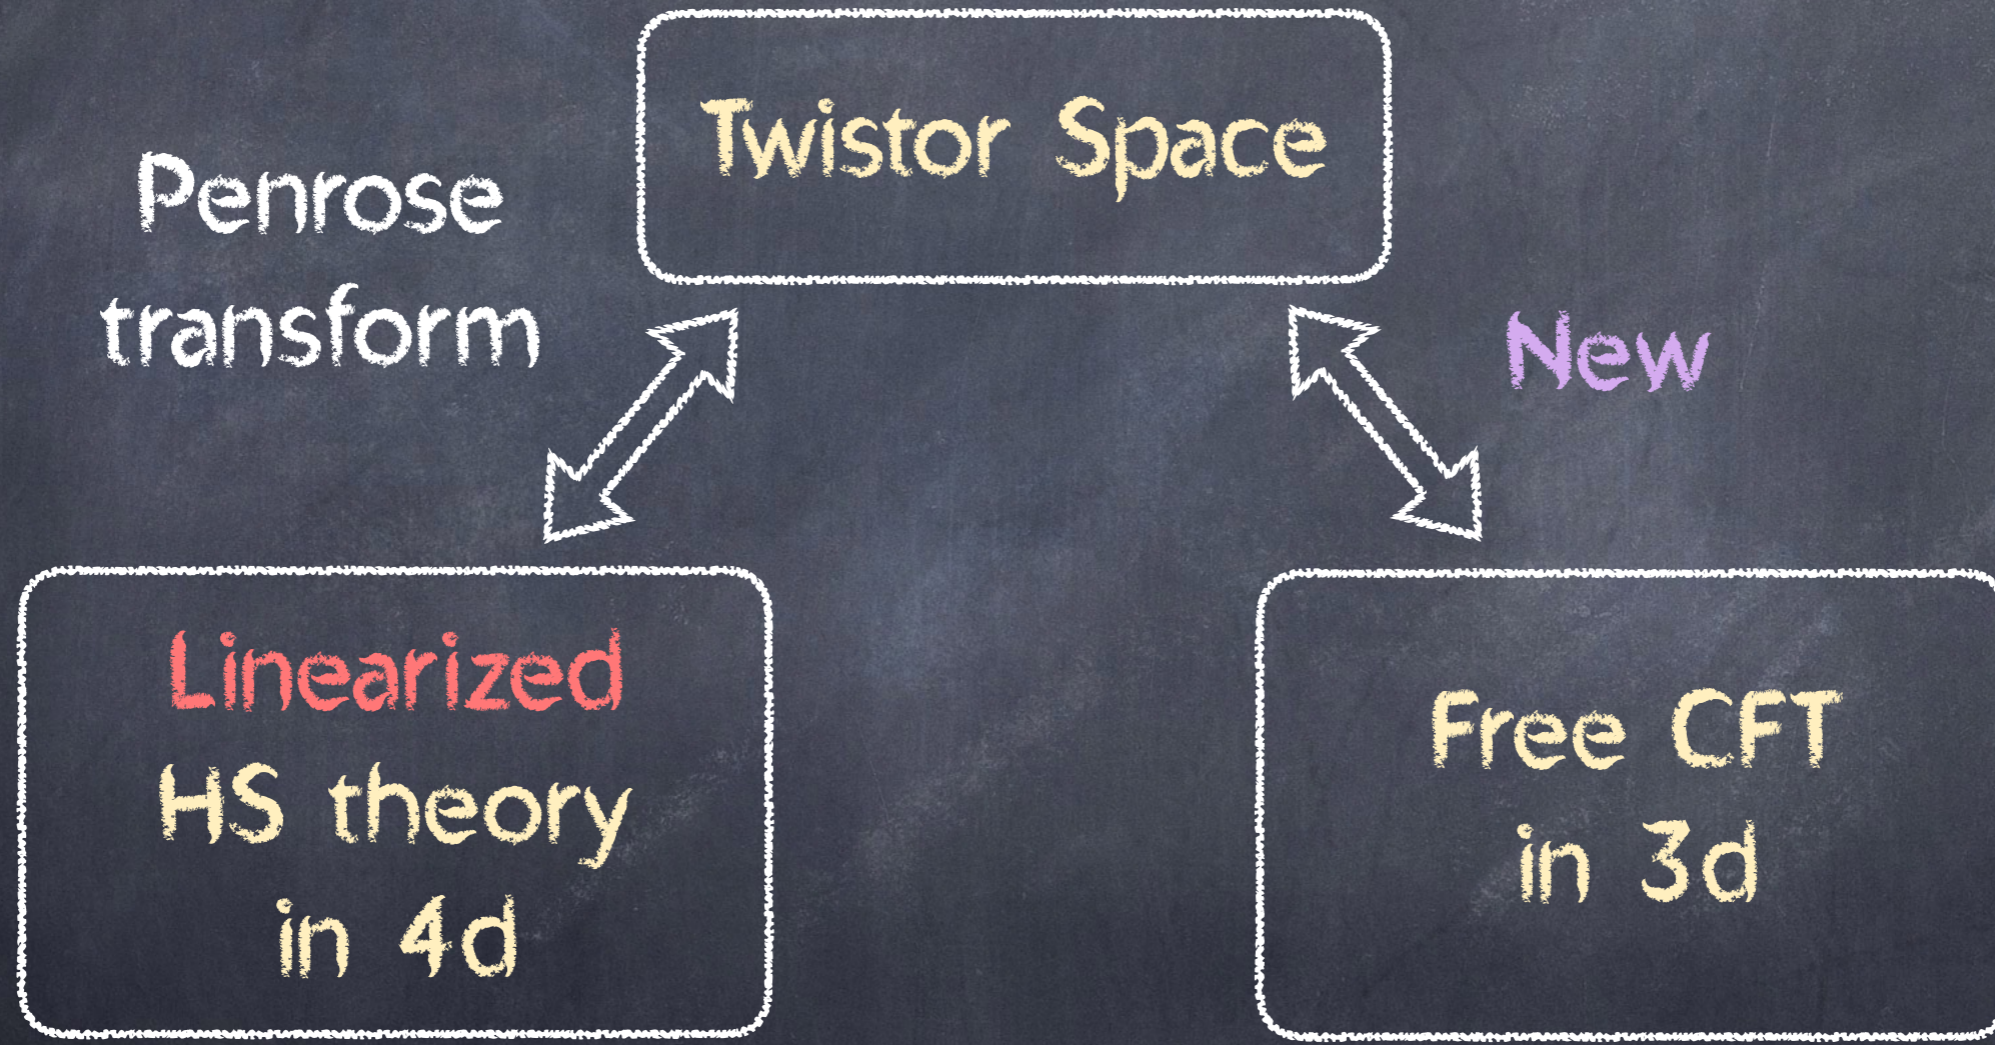 Twistor Space
Penrose
transform
New
Linearized
HS theory
in 4d
Free CFT
in 3d